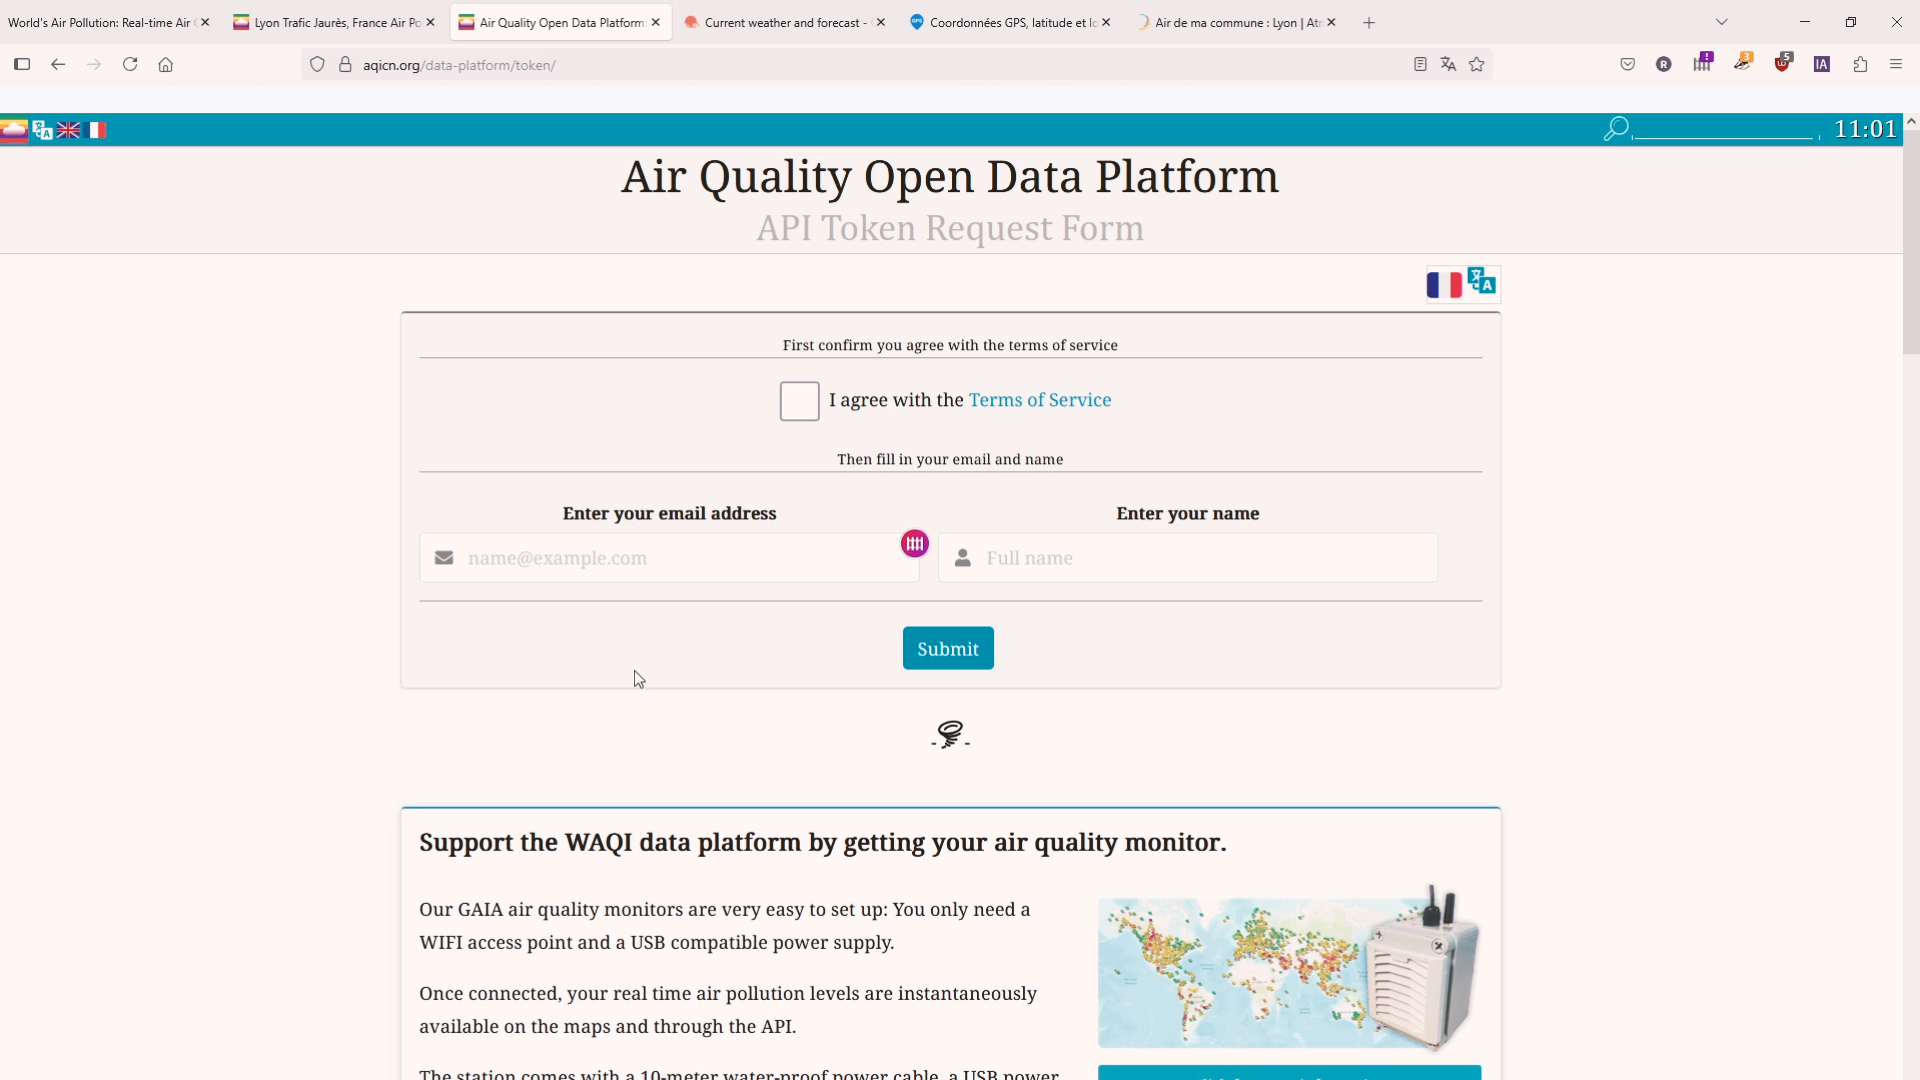 World's Air Pollution: Real-time Air
Lyon Trafic Jaurès, France Air Po
Air Quality Open Data Platform:
Current weather and forecast -
Coordonnées GPS, latitude et lo
Air de ma commune : Lyon | Atr
aqicn.org/data-platform/token/
11:01
Air Quality Open Data Platform
API Token Request Form
First confirm you agree with the terms of service
I agree with the Terms of Service
Then fill in your email and name
Enter your email address
Enter your name
name@example.com
Full name
Submit
Support the WAQI data platform by getting your air quality monitor.
Our GAIA air quality monitors are very easy to set up: You only need a
WIFI access point and a USB compatible power supply.
Once connected, your real time air pollution levels are instantaneously
available on the maps and through the API.
The station comes with a 10-meter water-proof power cable, a USB power